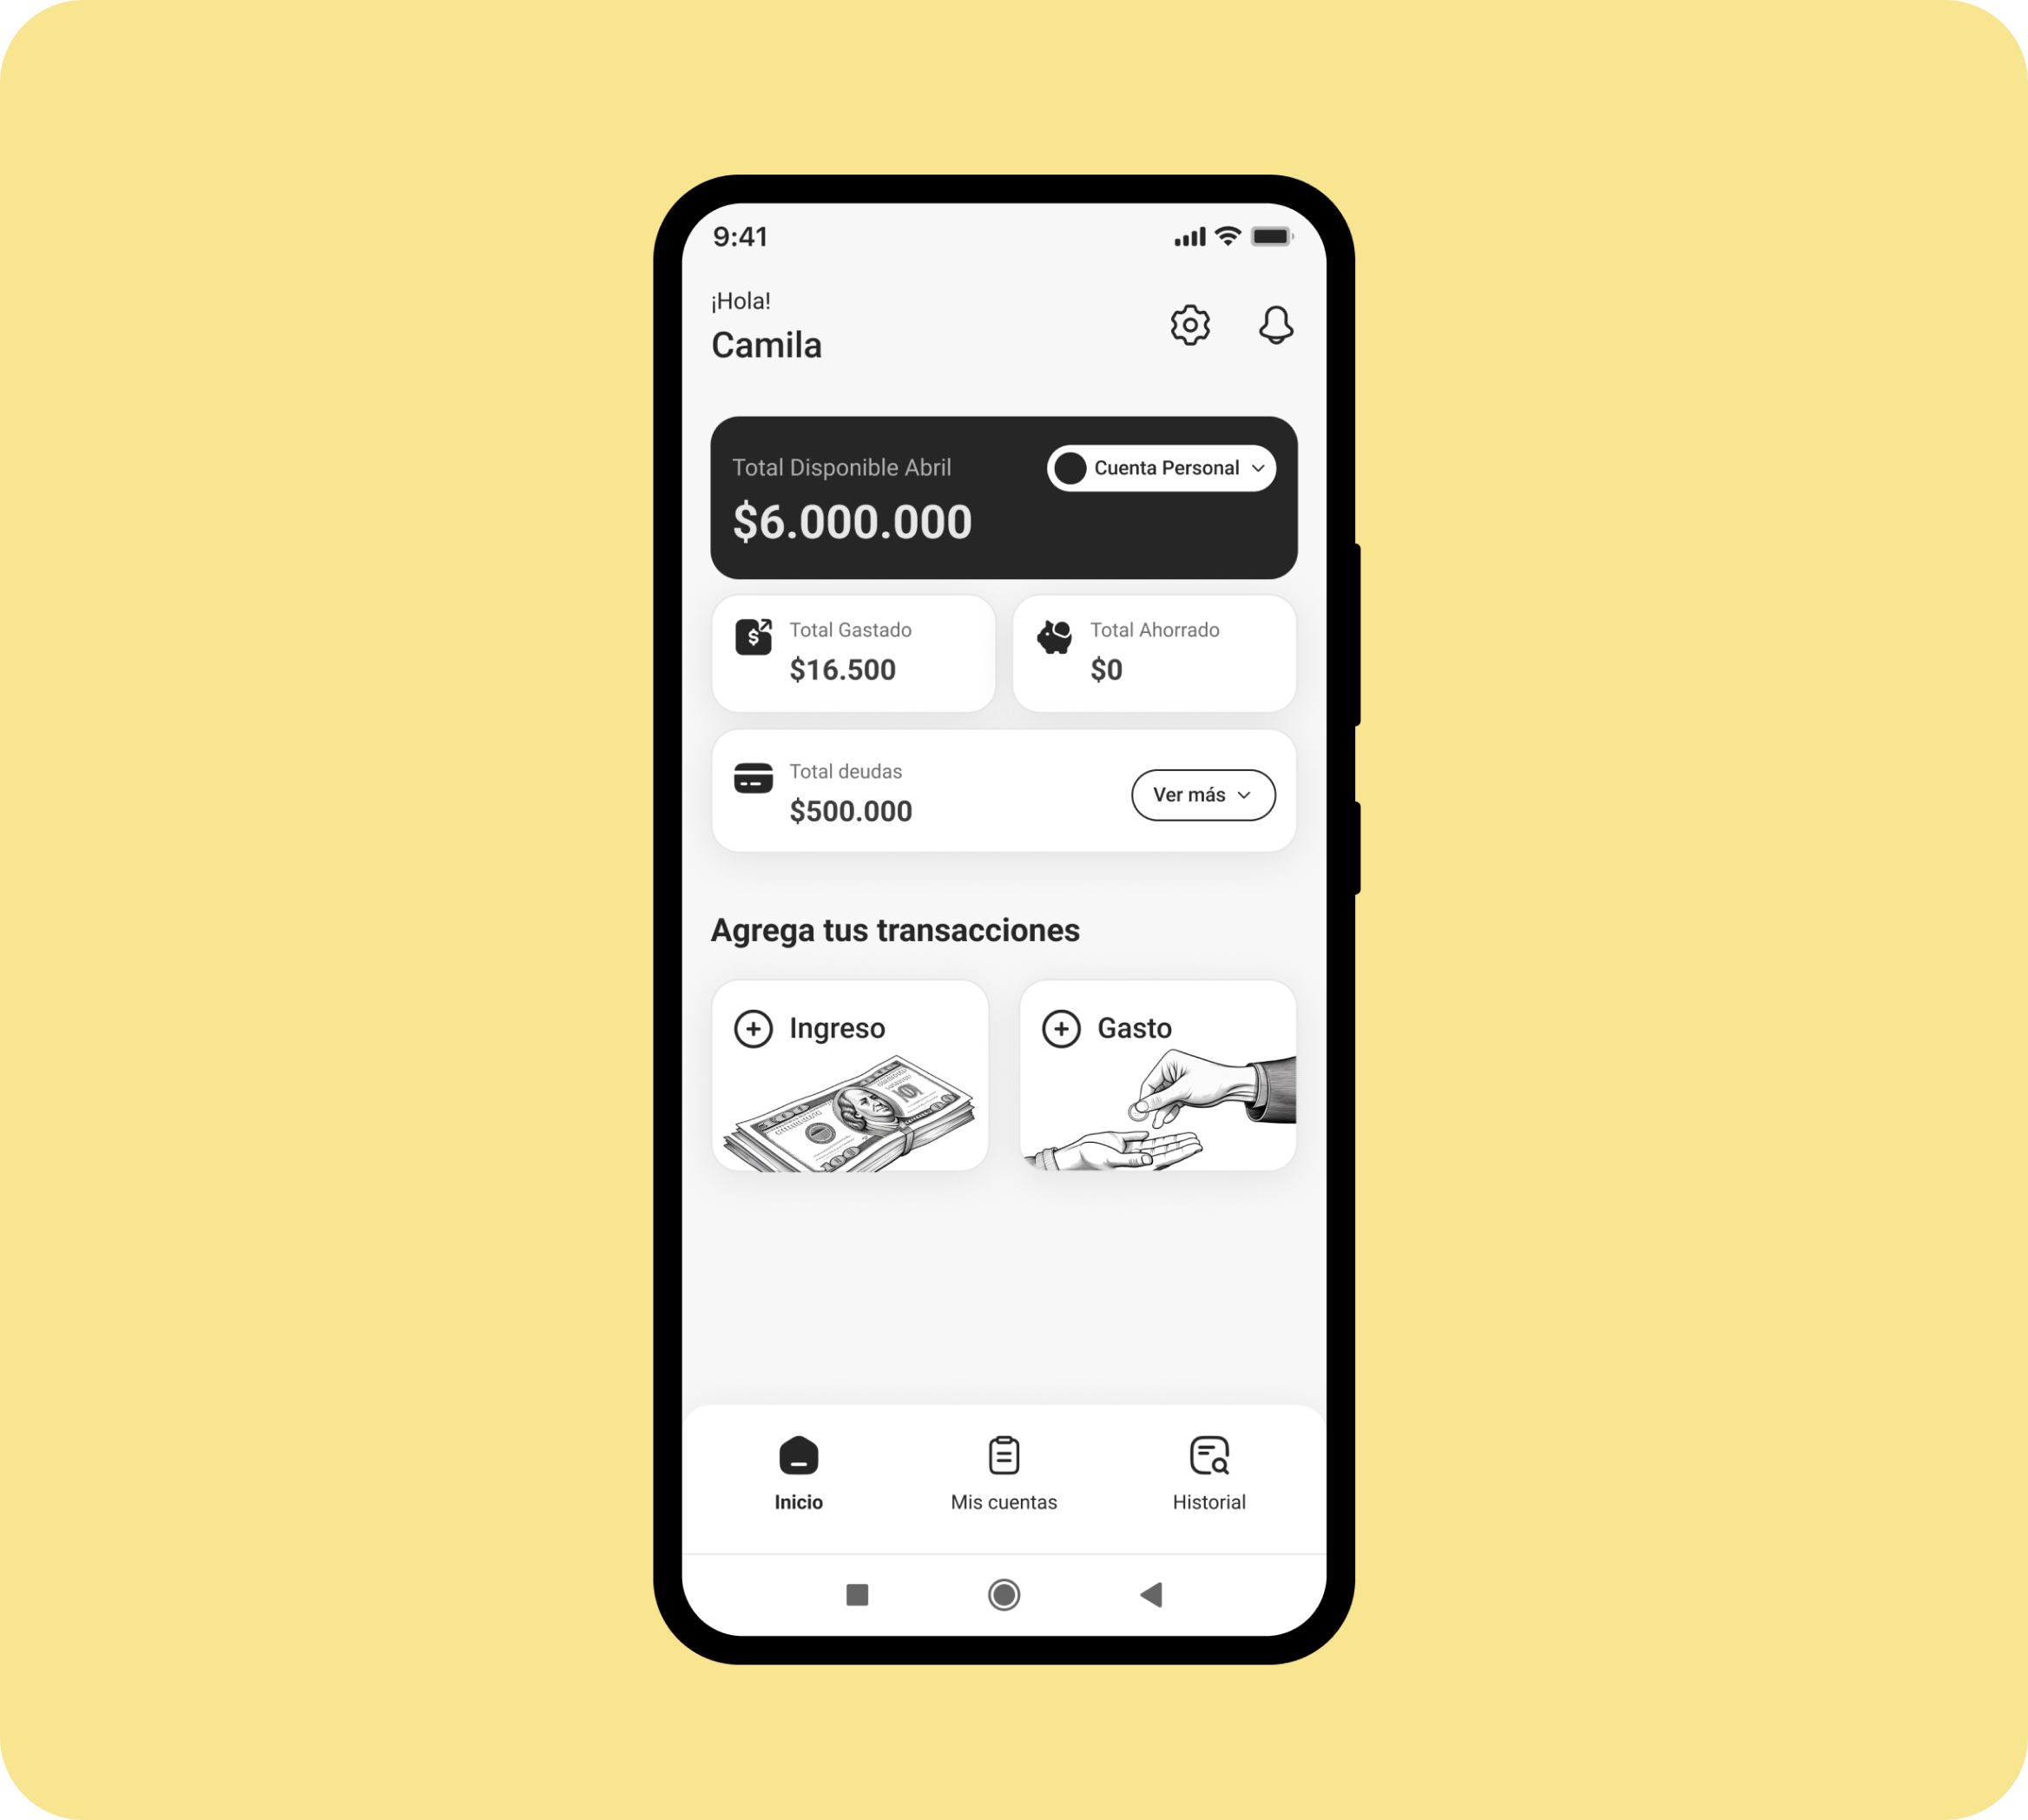 9:41
¡Hola!
Camila
Total Disponible Abril
Cuenta Personal
$6.000.000
Total Gastado
$16.500
Total Ahorrado
$0
Total deudas
$500.000
Ver más
Agrega tus transacciones
Ingreso
Gasto
Inicio
Mis cuentas
Historial